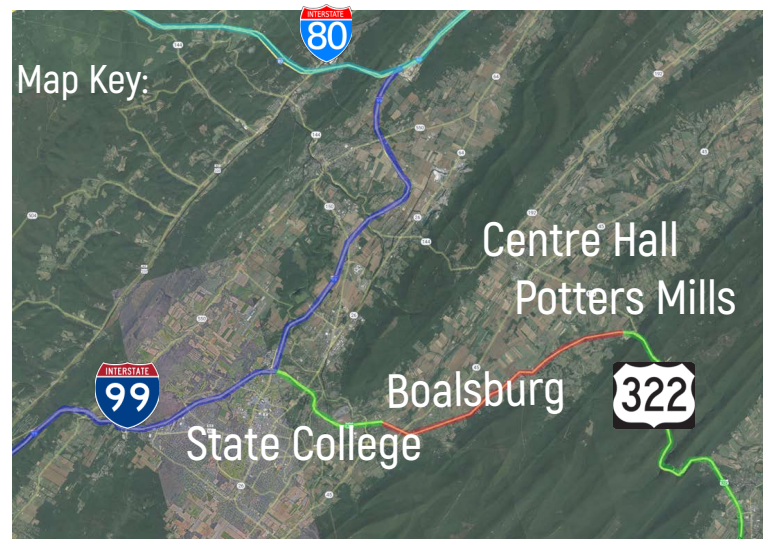 INTERSTATE
80
Map Key:
Centre Hall
Potters Mills
INTERSTATE
99
Boalsburg
322
State College